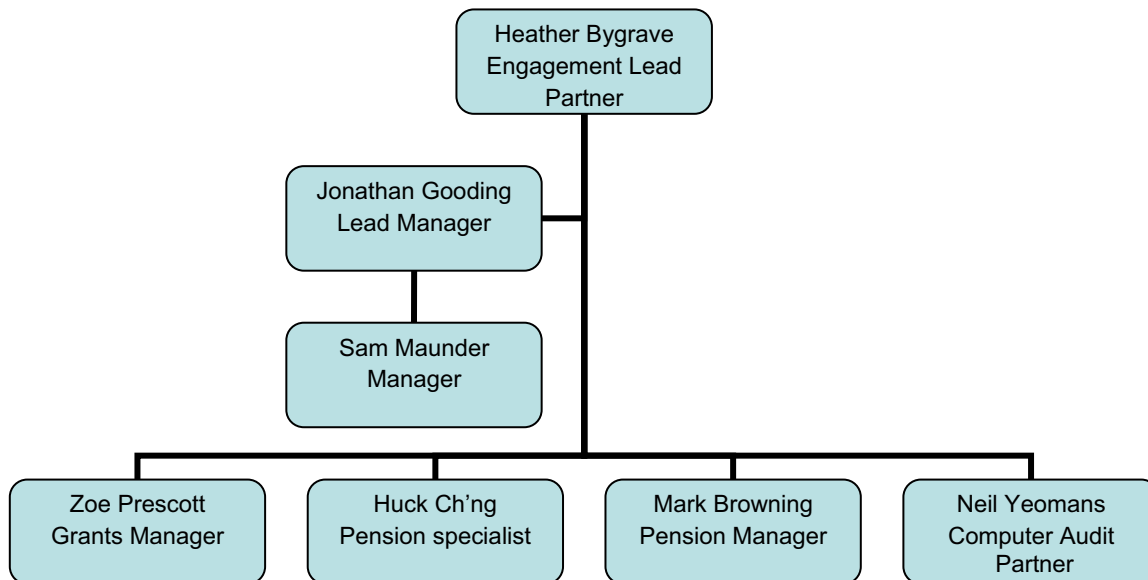 Heather Bygrave
Engagement Lead
Partner
Jonathan Gooding
Lead Manager
Sam Maunder
Manager
Zoe Prescott
Grants Manager
Huck Ch’ng
Pension specialist
Mark Browning
Pension Manager
Neil Yeomans
Computer Audit
Partner